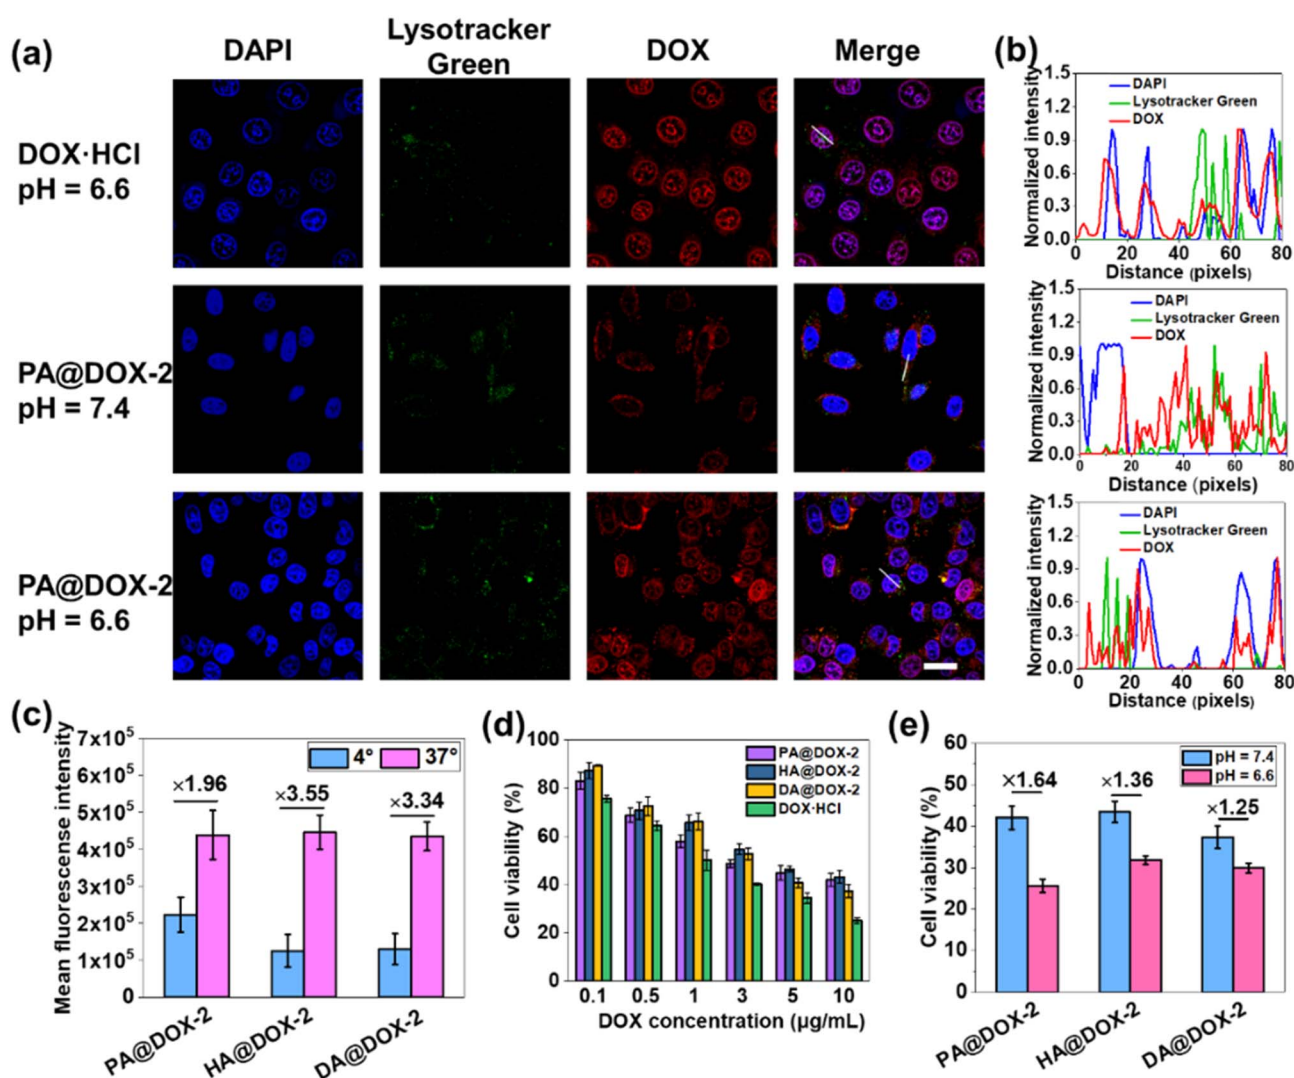 (a)
DAPI
Lysotracker
Green
DOX
Merge
DOX·HCl
pH = 6.6
PA@DOX-2
pH = 7.4
PA@DOX-2
pH = 6.6
(b)
Normalized intensity
1.5
1.2
0.9
0.6
0.3
0.0
DAPI
Lysotracker Green
DOX
0 20 40 60 80
Distance (pixels)
Normalized intensity
1.5
1.2
0.9
0.6
0.3
0.0
DAPI
Lysotracker Green
DOX
0 20 40 60 80
Distance (pixels)
Normalized intensity
1.5
1.2
0.9
0.6
0.3
0.0
DAPI
Lysotracker Green
DOX
0 20 40 60 80
Distance (pixels)
(c)
Mean fluorescense intensity
7x10⁵
6x10⁵
5x10⁵
4x10⁵
3x10⁵
2x10⁵
1x10⁵
0
4° 37°
×1.96
×3.55
×3.34
PA@DOX-2 HA@DOX-2 DA@DOX-2
(d)
Cell viability (%)
100
80
60
40
20
0
PA@DOX-2
HA@DOX-2
DA@DOX-2
DOX·HCl
0.1 0.5 1 3 5 10
DOX concentration (μg/mL)
(e)
Cell viability (%)
60
50
40
30
20
10
0
pH = 7.4
pH = 6.6
×1.64
×1.36
×1.25
PA@DOX-2 HA@DOX-2 DA@DOX-2